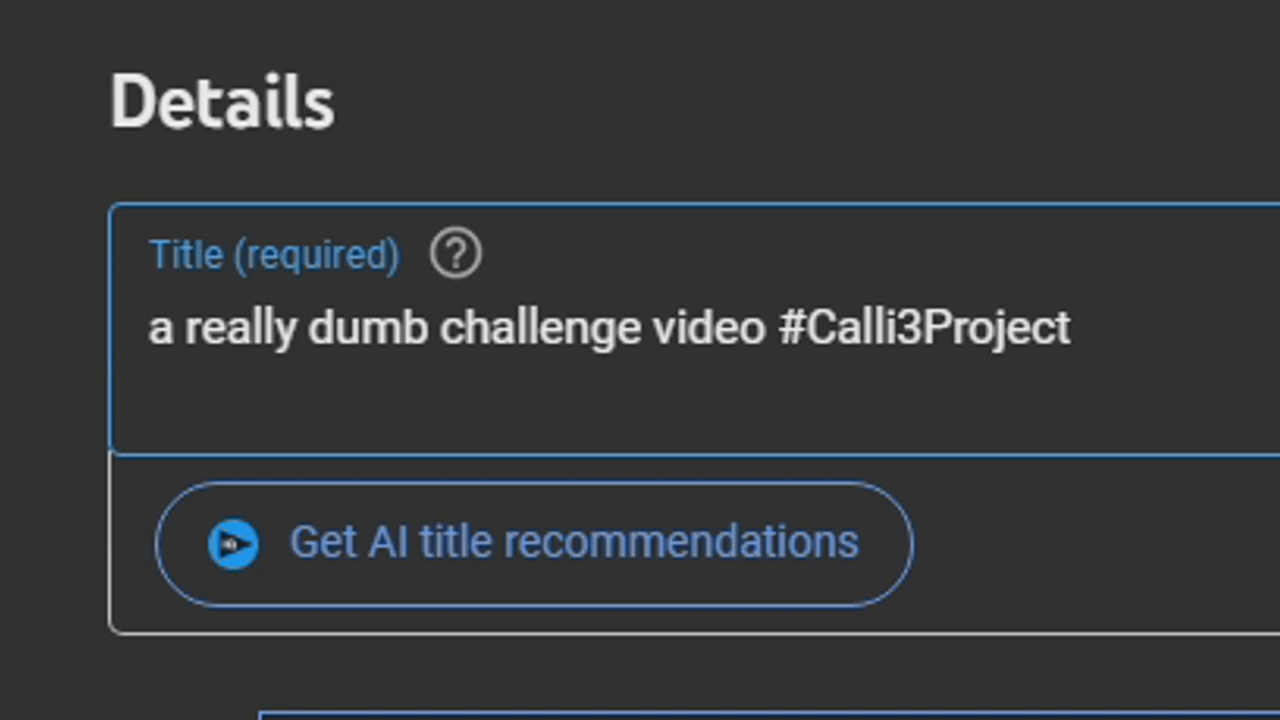 Details
Title (required) ?
a really dumb challenge video #Calli3Project
Get AI title recommendations